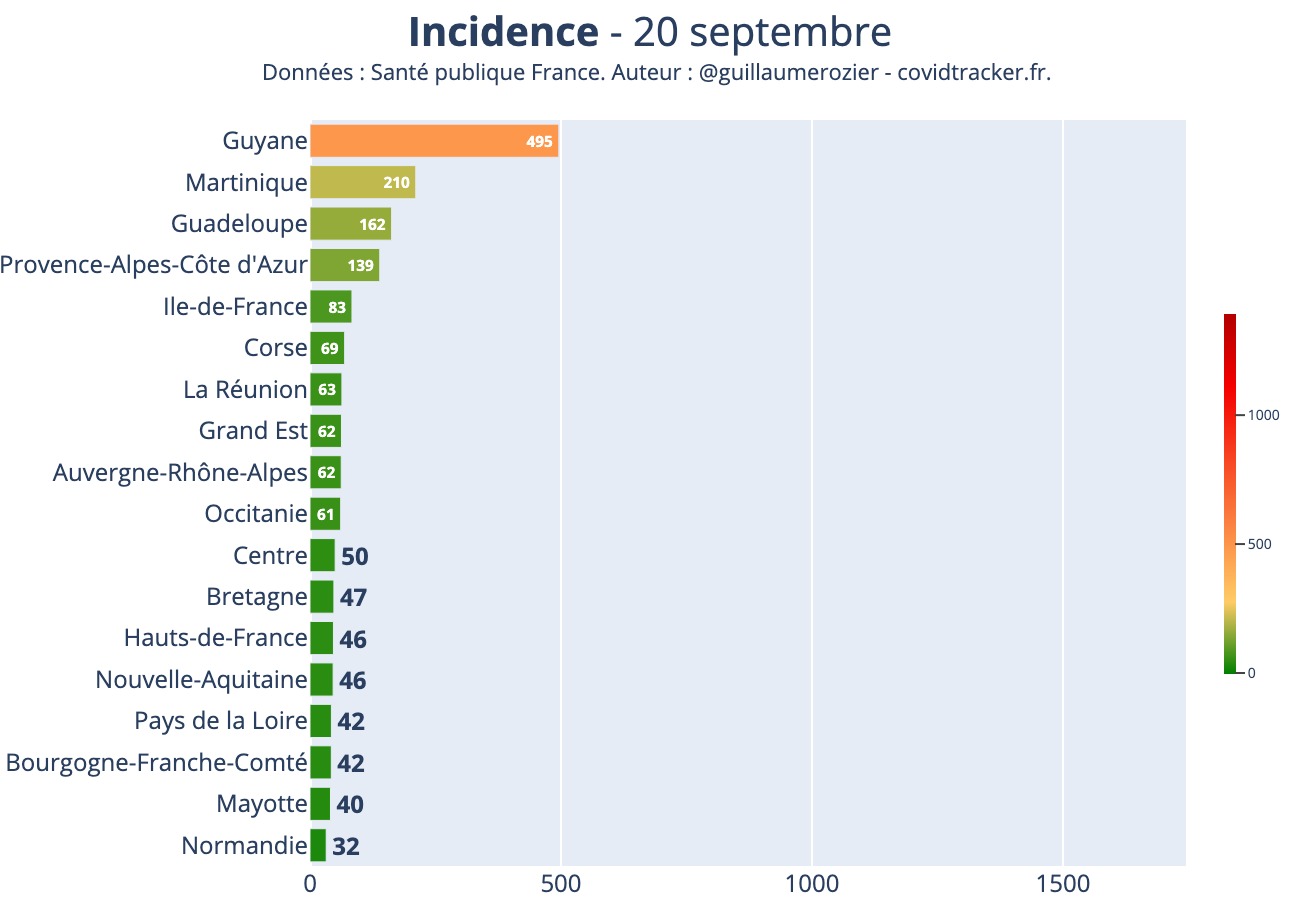 Incidence - 20 septembre
Données : Santé publique France. Auteur : @guillaumerozier - covidtracker.fr.
Guyane 495
Martinique 210
Guadeloupe 162
Provence-Alpes-Côte d'Azur 139
Ile-de-France 83
Corse 69
La Réunion 63
Grand Est 62
Auvergne-Rhône-Alpes 62
Occitanie 61
Centre 50
Bretagne 47
Hauts-de-France 46
Nouvelle-Aquitaine 46
Pays de la Loire 42
Bourgogne-Franche-Comté 42
Mayotte 40
Normandie 32
0 500 1000 1500
1000
500
0